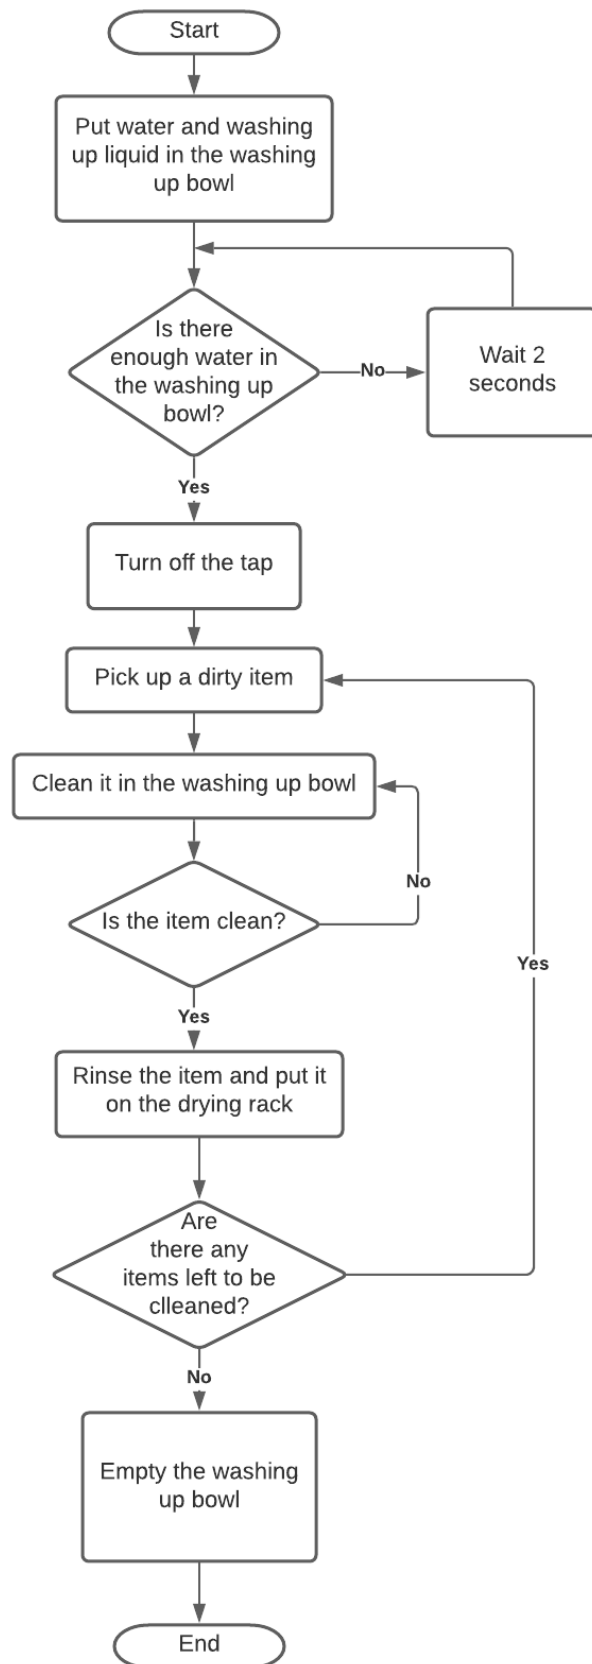 Start
Put water and washing
up liquid in the washing
up bowl
Is there
enough water in
the washing up
bowl?
No
Wait 2
seconds
Yes
Turn off the tap
Pick up a dirty item
Clean it in the washing up bowl
No
Is the item clean?
Yes
Yes
Rinse the item and put it
on the drying rack
Are
there any
items left to be
clleaned?
No
Empty the washing
up bowl
End